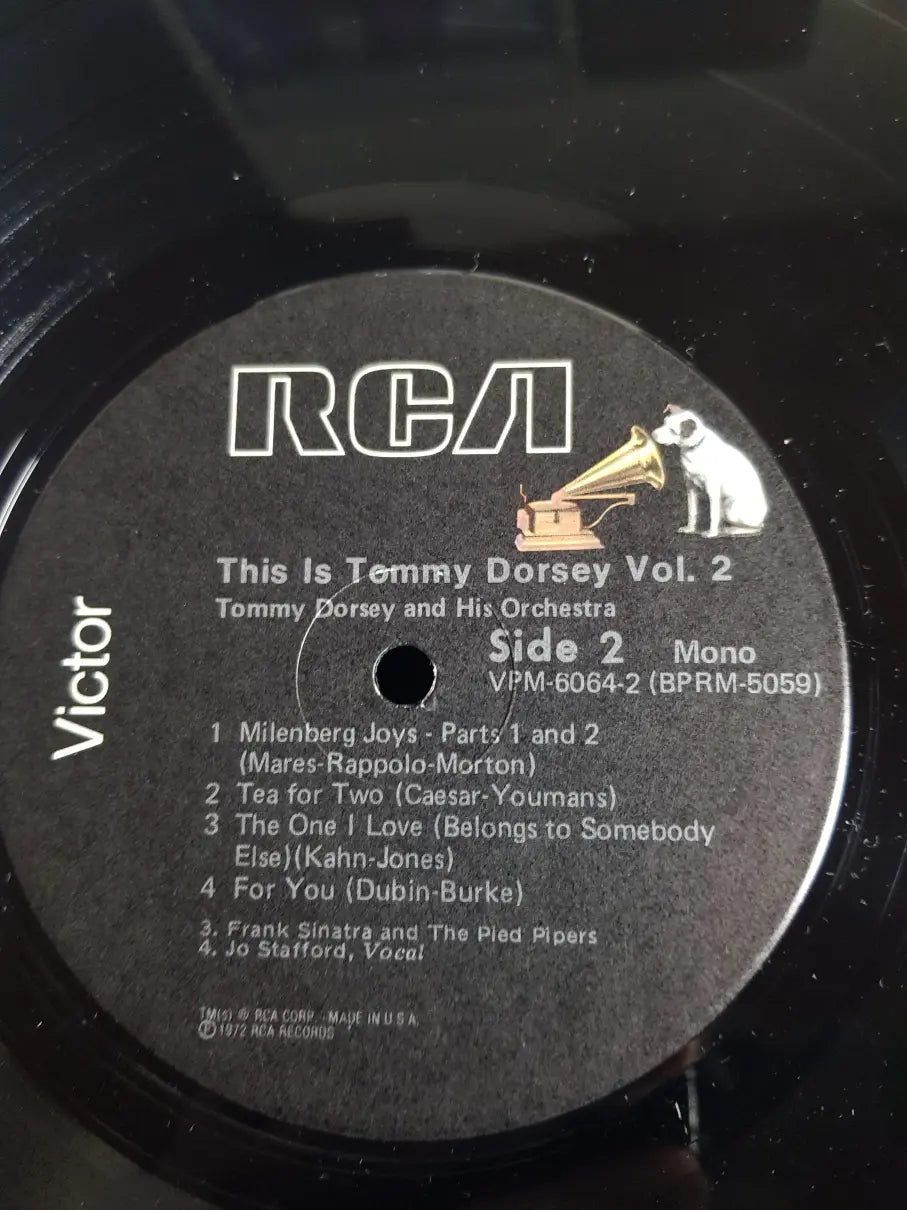 RCA
Victor
This Is Tommy Dorsey Vol. 2
Tommy Dorsey and His Orchestra
Side 2 Mono
VPM-6064-2 (BPRM-5059)
1 Milenberg Joys - Parts 1 and 2
(Mares-Rappolo-Morton)
2 Tea for Two (Caesar-Youmans)
3 The One I Love (Belongs to Somebody
Else)(Kahn-Jones)
4 For You (Dubin-Burke)
3. Frank Sinatra and The Pied Pipers
4. Jo Stafford, Vocal
TM(s) ® RCA CORP. - MADE IN U S A
℗ 1972 RCA RECORDS